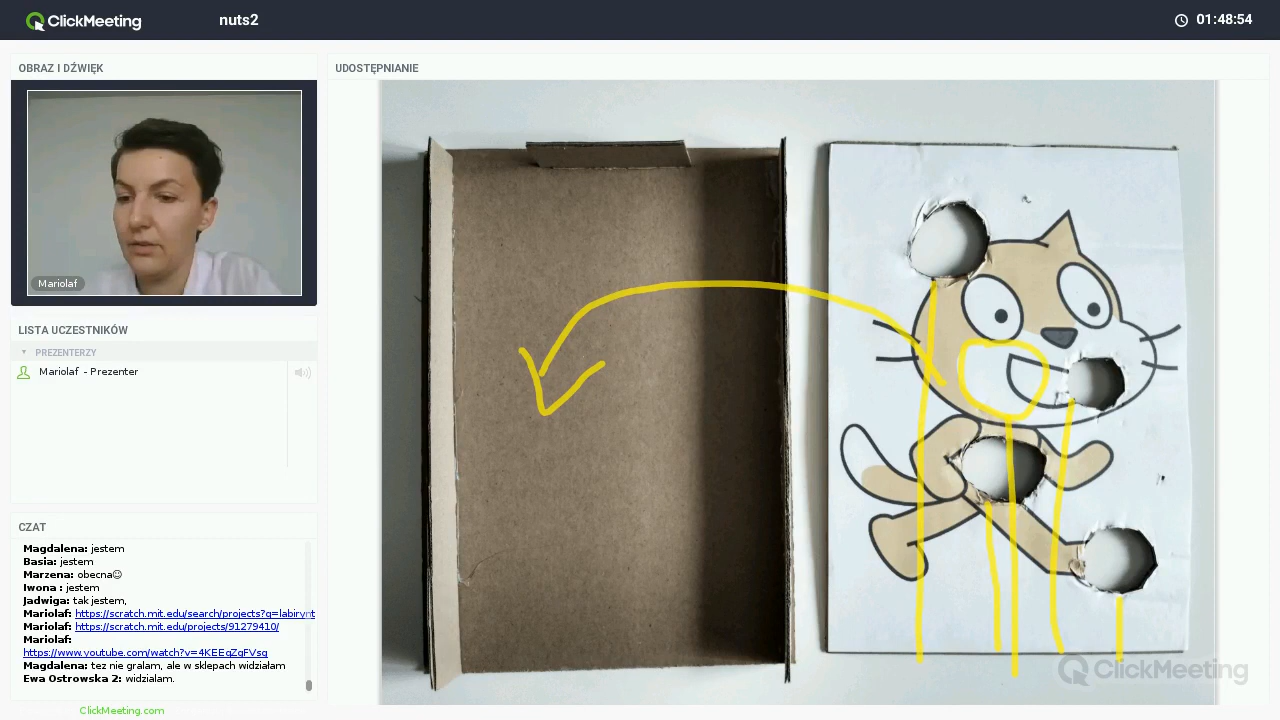 ClickMeeting
nuts2
01:48:54
OBRAZ I DŹWIĘK
UDOSTĘPNIANIE
Mariolaf
LISTA UCZESTNIKÓW
PREZENTERZY
Mariolaf - Prezenter
CZAT
Magdalena: jestem
Basia: jestem
Marzena: obecna☺
Iwona : jestem
Jadwiga: tak jestem,
Mariolaf: https://scratch.mit.edu/search/projects?q=labirynt
Mariolaf: https://scratch.mit.edu/projects/91279410/
Mariolaf:
https://www.youtube.com/watch?v=4KEEqZgFVsg
Magdalena: tez nie gralam, ale w sklepach widziałam
Ewa Ostrowska 2: widzialam.
ClickMeeting
ClickMeeting.com